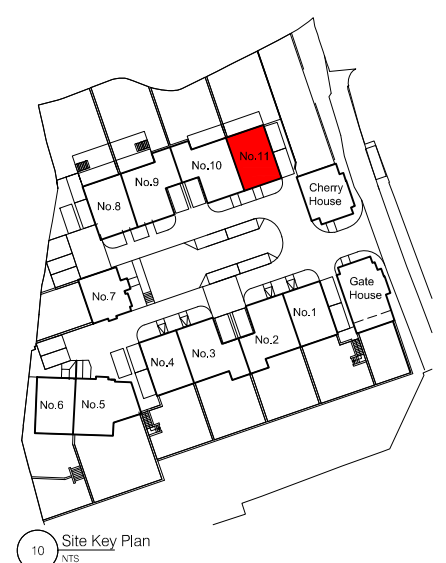 No.11
No.10
No.9
No.8
Cherry
House
No.7
Gate
House
No.1
No.2
No.3
No.4
No.6
No.5
10
Site Key Plan
NTS